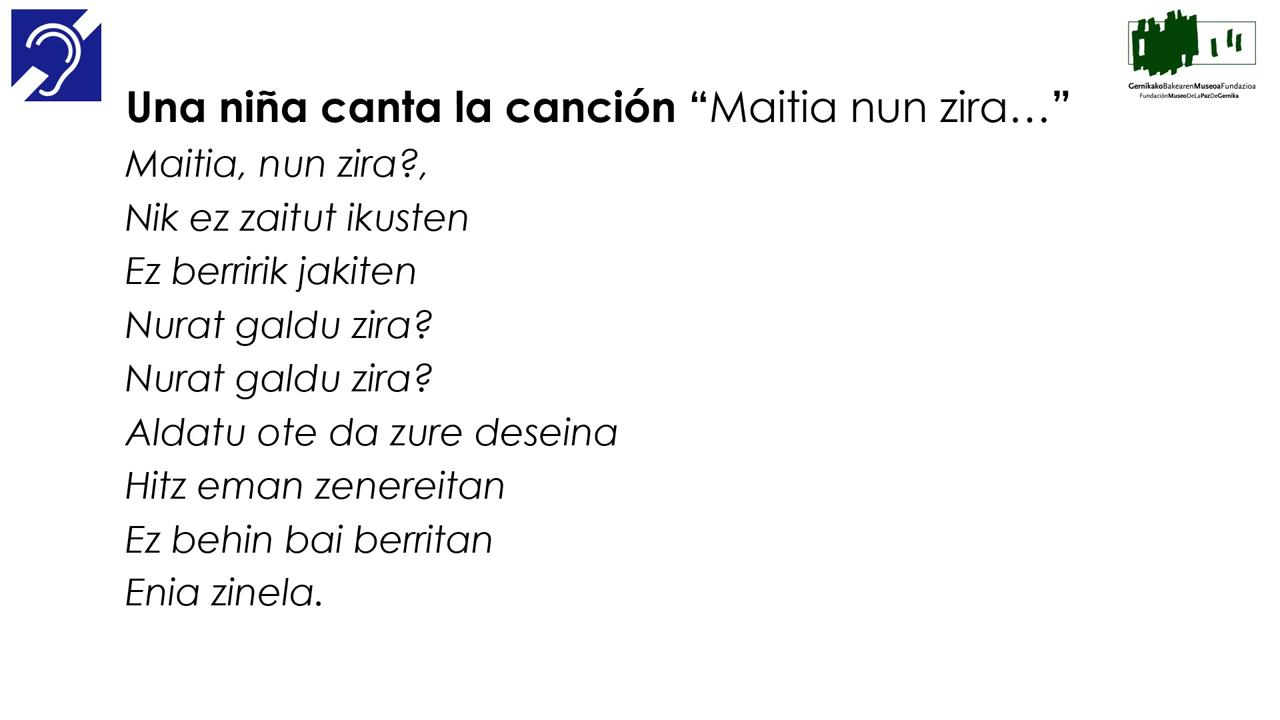 GernikakoBakearenMuseoaFundazioa
FundaciónMuseoDeLaPazDeGernika
Una niña canta la canción “Maitia nun zira…”
Maitia, nun zira?,
Nik ez zaitut ikusten
Ez berririk jakiten
Nurat galdu zira?
Nurat galdu zira?
Aldatu ote da zure deseina
Hitz eman zenereitan
Ez behin bai berritan
Enia zinela.